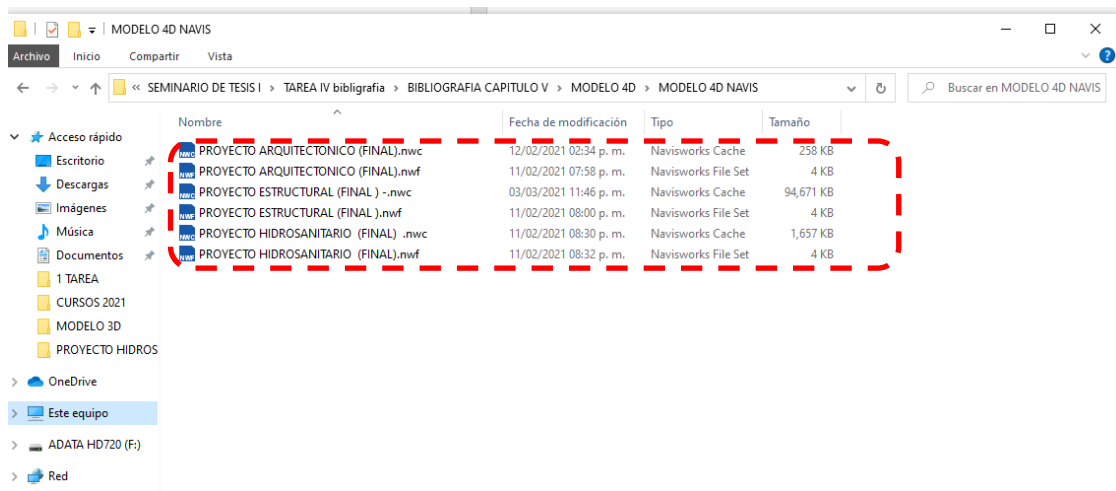 MODELO 4D NAVIS
Archivo Inicio Compartir Vista
« SEMINARIO DE TESIS I > TAREA IV bibligrafia > BIBLIOGRAFIA CAPITULO V > MODELO 4D > MODELO 4D NAVIS Buscar en MODELO 4D NAVIS
Nombre Fecha de modificación Tipo Tamaño
Acceso rápido
Escritorio
Descargas
Imágenes
Música
Documentos
1 TAREA
CURSOS 2021
MODELO 3D
PROYECTO HIDROS
OneDrive
Este equipo
ADATA HD720 (F:)
Red
NWC PROYECTO ARQUITECTONICO (FINAL).nwc 12/02/2021 02:34 p. m. Navisworks Cache 258 KB
NWF PROYECTO ARQUITECTONICO (FINAL).nwf 11/02/2021 07:58 p. m. Navisworks File Set 4 KB
NWC PROYECTO ESTRUCTURAL (FINAL ) -.nwc 03/03/2021 11:46 p. m. Navisworks Cache 94,671 KB
NWF PROYECTO ESTRUCTURAL (FINAL ).nwf 11/02/2021 08:00 p. m. Navisworks File Set 4 KB
NWC PROYECTO HIDROSANITARIO (FINAL) .nwc 11/02/2021 08:30 p. m. Navisworks Cache 1,657 KB
NWF PROYECTO HIDROSANITARIO (FINAL).nwf 11/02/2021 08:32 p. m. Navisworks File Set 4 KB